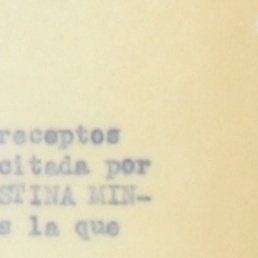 receptos
citada por
STINA MIN-
s la que